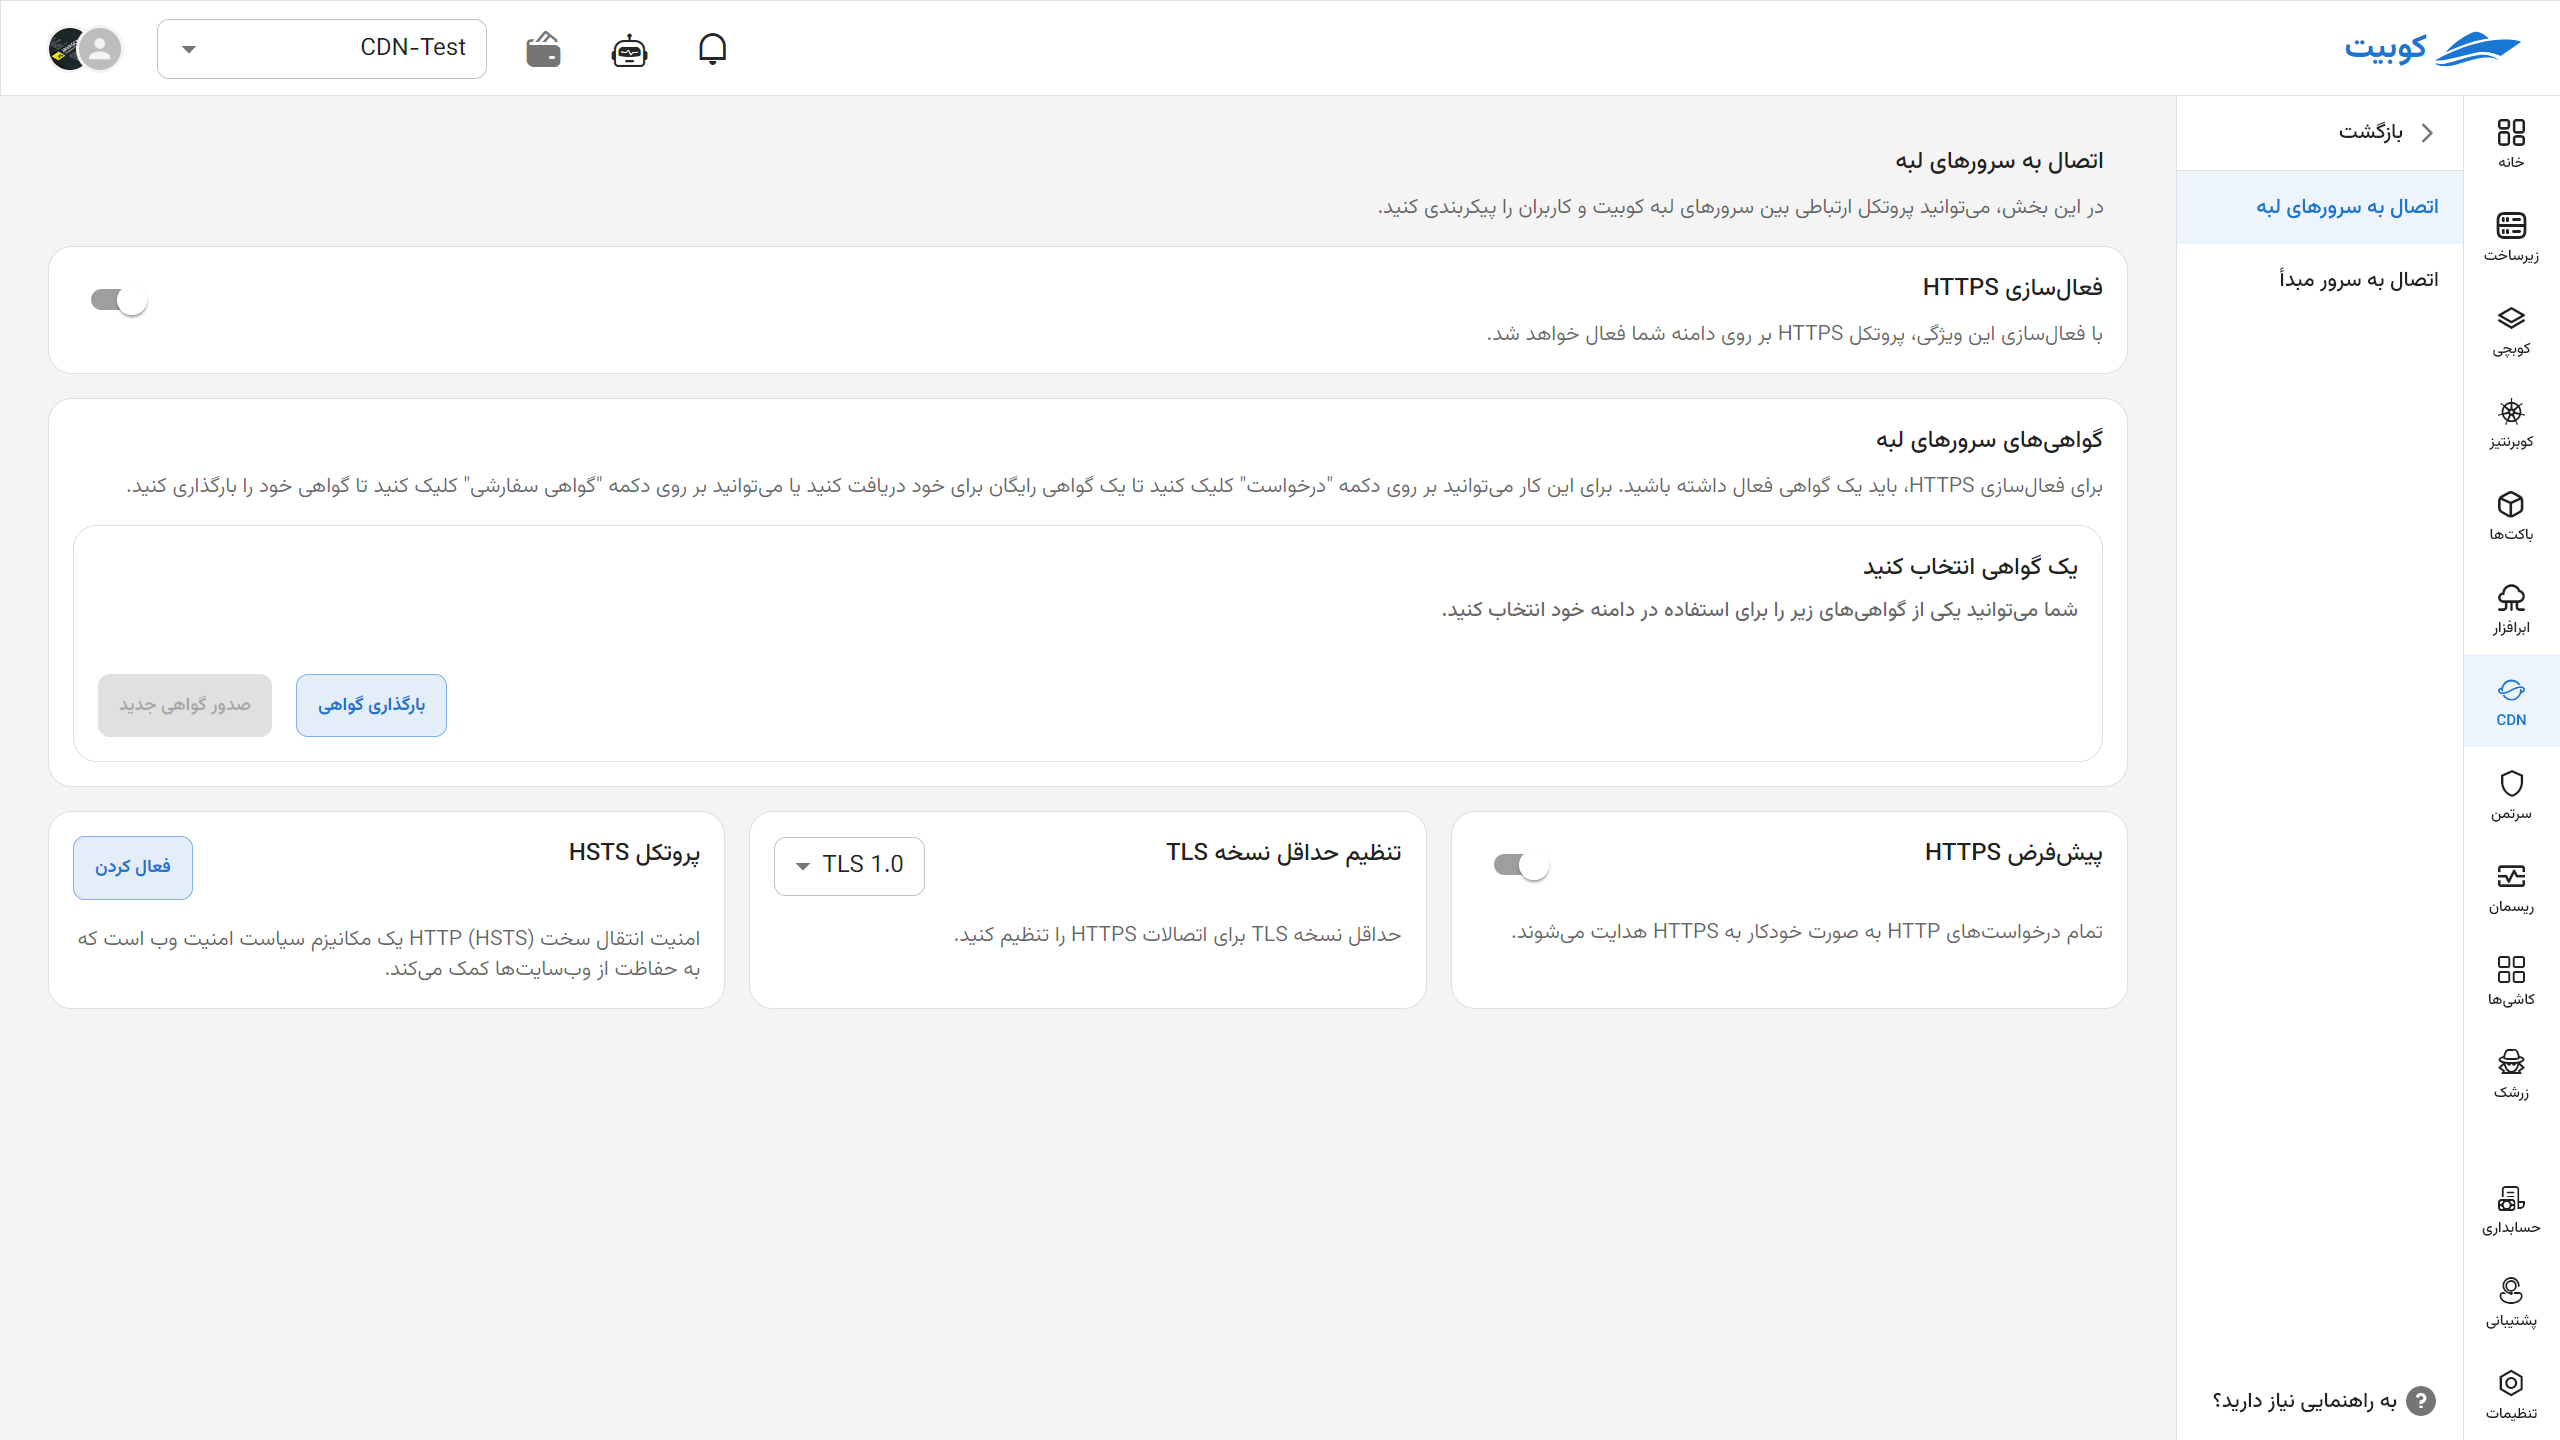 کوبیت
CDN-Test
خانه
زیرساخت
کوبچی
کوبرنتیز
باکت‌ها
ابرافزار
CDN
سرتمن
ریسمان
کاشی‌ها
زرشک
حسابداری
پشتیبانی
تنظیمات
بازگشت
اتصال به سرورهای لبه
اتصال به سرور مبدأ
به راهنمایی نیاز دارید؟
اتصال به سرورهای لبه
در این بخش، می‌توانید پروتکل ارتباطی بین سرورهای لبه کوبیت و کاربران را پیکربندی کنید.
فعال‌سازی HTTPS
با فعال‌سازی این ویژگی، پروتکل HTTPS بر روی دامنه شما فعال خواهد شد.
گواهی‌های سرورهای لبه
برای فعال‌سازی HTTPS، باید یک گواهی فعال داشته باشید. برای این کار می‌توانید بر روی دکمه "درخواست" کلیک کنید تا یک گواهی رایگان برای خود دریافت کنید یا می‌توانید بر روی دکمه "گواهی سفارشی" کلیک کنید تا گواهی خود را بارگذاری کنید.
یک گواهی انتخاب کنید
شما می‌توانید یکی از گواهی‌های زیر را برای استفاده در دامنه خود انتخاب کنید.
بارگذاری گواهی
صدور گواهی جدید
پیش‌فرض HTTPS
تمام درخواست‌های HTTP به صورت خودکار به HTTPS هدایت می‌شوند.
تنظیم حداقل نسخه TLS
TLS 1.0
حداقل نسخه TLS برای اتصالات HTTPS را تنظیم کنید.
پروتکل HSTS
فعال کردن
امنیت انتقال سخت HTTP (HSTS) یک مکانیزم سیاست امنیت وب است که
به حفاظت از وب‌سایت‌ها کمک می‌کند.